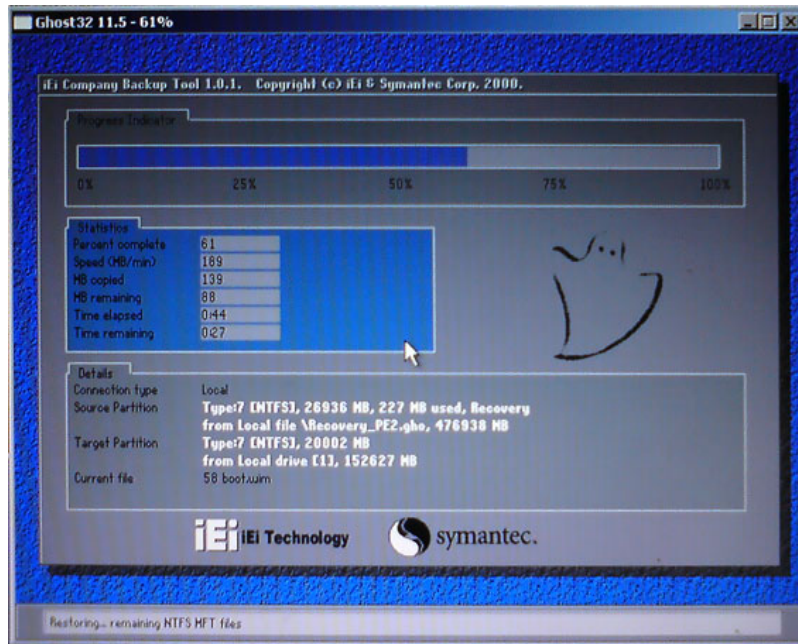 Ghost32 11.5 - 61%
iEi Company Backup Tool 1.0.1.   Copyright (c) iEi & Symantec Corp. 2000.
Progress Indicator
0%   25%   50%   75%   100%
Statistics
Percent complete   61
Speed (MB/min)   189
MB copied   139
MB remaining   88
Time elapsed   0:44
Time remaining   0:27
Details
Connection type   Local
Source Partition   Type:7 [NTFS], 26936 MB, 227 MB used, Recovery
from Local file \Recovery_PE2.gho, 476938 MB
Target Partition   Type:7 [NTFS], 20002 MB
from Local drive [1], 152627 MB
Current file   58 boot.wim
iEi iEi Technology   symantec.
Restoring... remaining NTFS MFT files